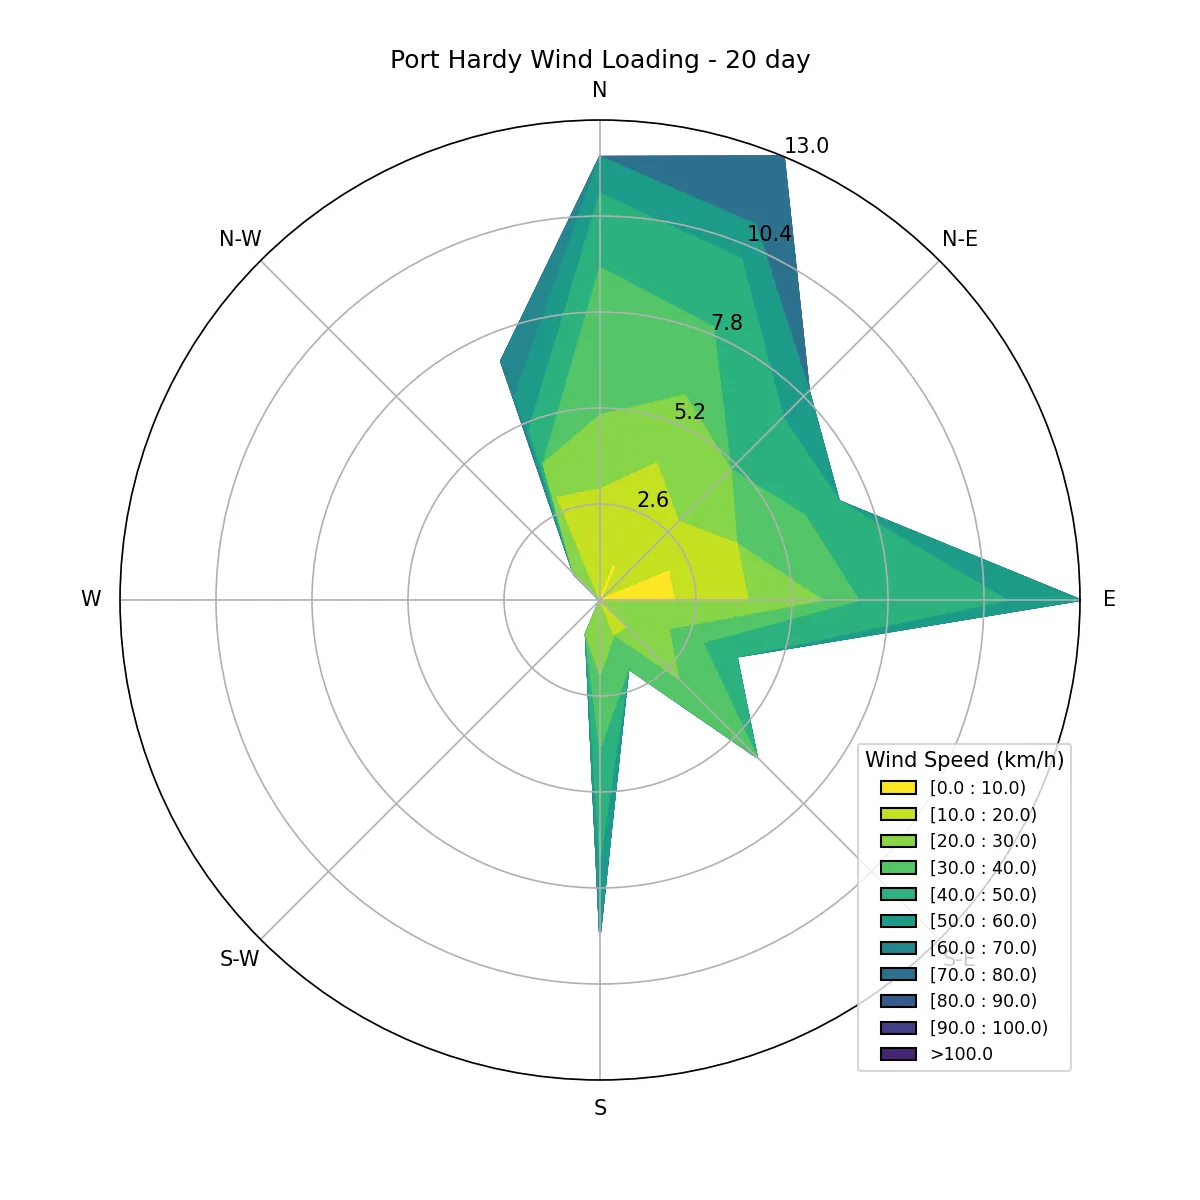 Port Hardy Wind Loading - 20 day
N
13.0
N-W
10.4
N-E
7.8
5.2
2.6
W
E
Wind Speed (km/h)
[0.0 : 10.0)
[10.0 : 20.0)
[20.0 : 30.0)
[30.0 : 40.0)
[40.0 : 50.0)
[50.0 : 60.0)
[60.0 : 70.0)
[70.0 : 80.0)
[80.0 : 90.0)
[90.0 : 100.0)
>100.0
S-W
S-E
S